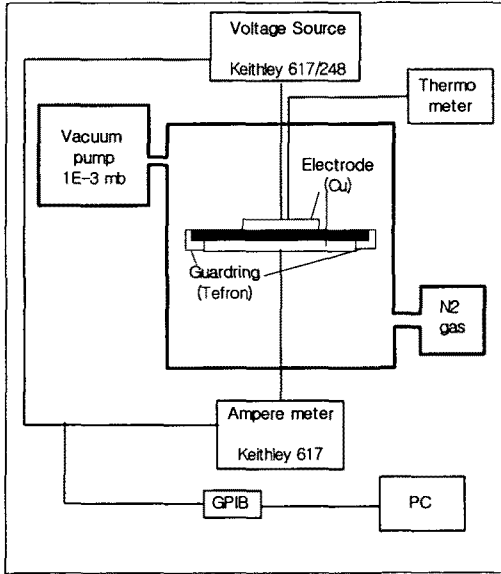 Voltage Source
Keithley 617/248
Thermo
meter
Vacuum
pump
1E-3 mb
Electrode
(Cu)
Guardring
(Tefron)
N2
gas
Ampere meter
Keithley 617
GPIB
PC